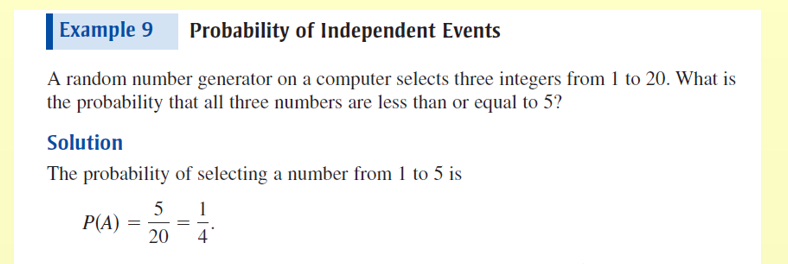 Example 9 Probability of Independent Events
A random number generator on a computer selects three integers from 1 to 20. What is
the probability that all three numbers are less than or equal to 5?
Solution
The probability of selecting a number from 1 to 5 is
P(A) = 5/20 = 1/4.